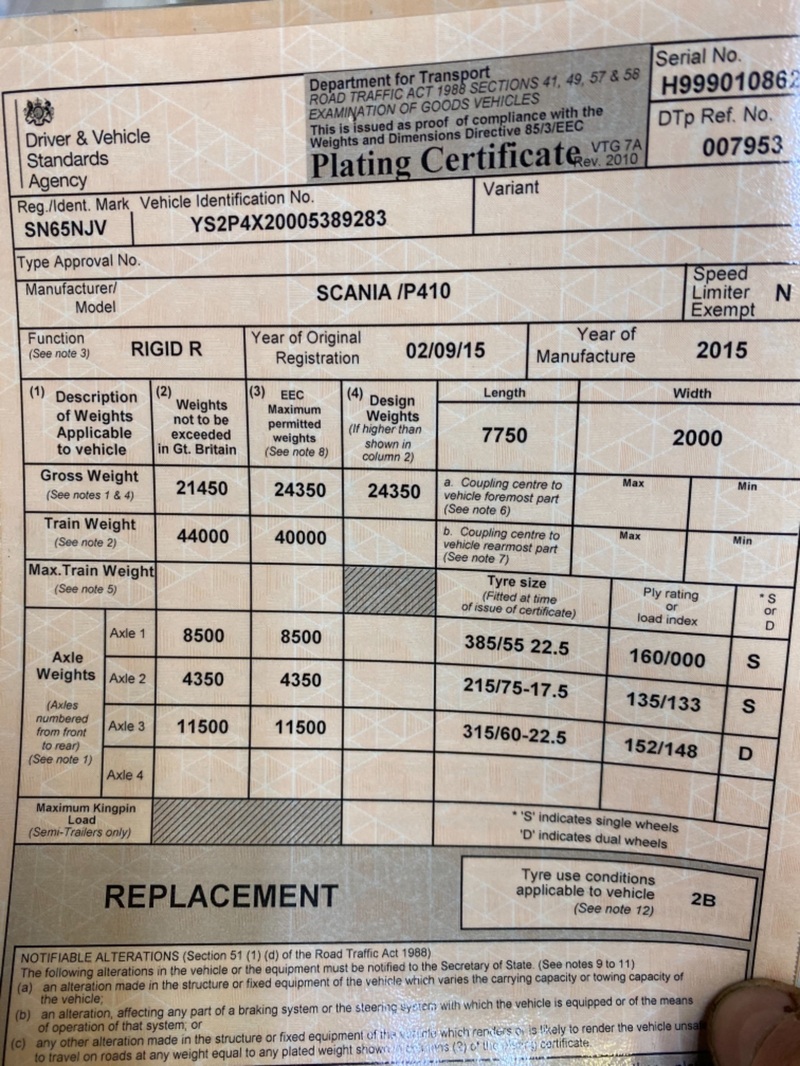 Driver & Vehicle
Standards
Agency
Department for Transport
ROAD TRAFFIC ACT 1988 SECTIONS 41, 49, 57 & 58
EXAMINATION OF GOODS VEHICLES
This is issued as proof of compliance with the
Weights and Dimensions Directive 85/3/EEC
Plating Certificate
VTG 7A
Rev. 2010
Serial No.
H999010862
DTp Ref. No.
007953
Reg./Ident. Mark
SN65NJV
Vehicle Identification No.
YS2P4X20005389283
Variant
Type Approval No.
Manufacturer/
Model
SCANIA /P410
Speed
Limiter
Exempt
N
Function
(See note 3)
RIGID R
Year of Original
Registration
02/09/15
Year of
Manufacture
2015
(1) Description
of Weights
Applicable
to vehicle
(2) Weights
not to be
exceeded
in Gt. Britain
(3) EEC
Maximum
permitted
weights
(See note 8)
(4) Design
Weights
(If higher than
shown in
column 2)
Length
7750
Width
2000
Gross Weight
(See notes 1 & 4)
21450
24350
24350
a. Coupling centre to
vehicle foremost part
(See note 6)
Max
Min
Train Weight
(See note 2)
44000
40000
b. Coupling centre to
vehicle rearmost part
(See note 7)
Max
Min
Max.Train Weight
(See note 5)
Tyre size
(Fitted at time
of issue of certificate)
Ply rating
or
load index
* S
or
D
Axle
Weights
(Axles
numbered
from front
to rear)
(See note 1)
Axle 1
8500
8500
385/55 22.5
160/000
S
Axle 2
4350
4350
215/75-17.5
135/133
S
Axle 3
11500
11500
315/60-22.5
152/148
D
Axle 4
Maximum Kingpin
Load
(Semi-Trailers only)
* 'S' indicates single wheels
'D' indicates dual wheels
REPLACEMENT
Tyre use conditions
applicable to vehicle
(See note 12)
2B
NOTIFIABLE ALTERATIONS (Section 51 (1) (d) of the Road Traffic Act 1988)
The following alterations in the vehicle or the equipment must be notified to the Secretary of State. (See notes 9 to 11)
(a) an alteration made in the structure or fixed equipment of the vehicle which varies the carrying capacity or towing capacity of
the vehicle;
(b) an alteration, affecting any part of a braking system or the steering system with which the vehicle is equipped or of the means
of operation of that system; or
(c) any other alteration made in the structure or fixed equipment of the vehicle which renders or is likely to render the vehicle unsa
to travel on roads at any weight equal to any plated weight shown (2) of the certificate.